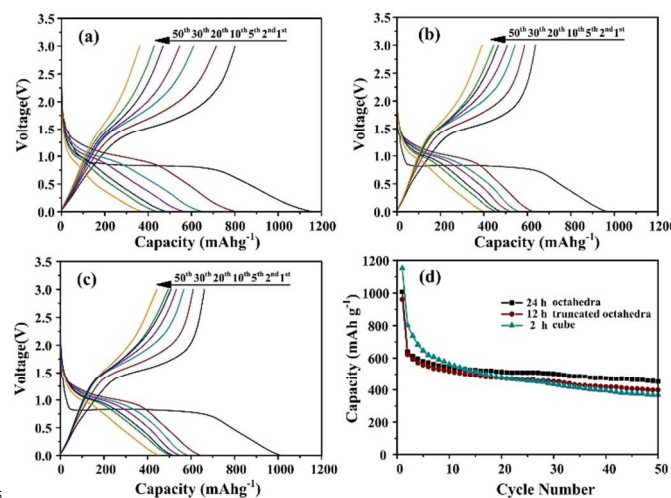 (a)
50th 30th 20th 10th 5th 2nd 1st
Voltage(V)
3.5
3.0
2.5
2.0
1.5
1.0
0.5
0.0
0 200 400 600 800 1000 1200
Capacity (mAhg-1)
(b)
50th 30th 20th 10th 5th 2nd 1st
Voltage(V)
3.5
3.0
2.5
2.0
1.5
1.0
0.5
0.0
0 200 400 600 800 1000 1200
Capacity (mAhg-1)
(c)
50th 30th 20th 10th 5th 2nd 1st
Voltage(V)
3.5
3.0
2.5
2.0
1.5
1.0
0.5
0.0
0 200 400 600 800 1000 1200
Capacity (mAhg-1)
(d)
24 h octahedra
12 h truncated octahedra
2 h cube
Capacity (mAh g-1)
1200
1000
800
600
400
200
0
0 10 20 30 40 50
Cycle Number